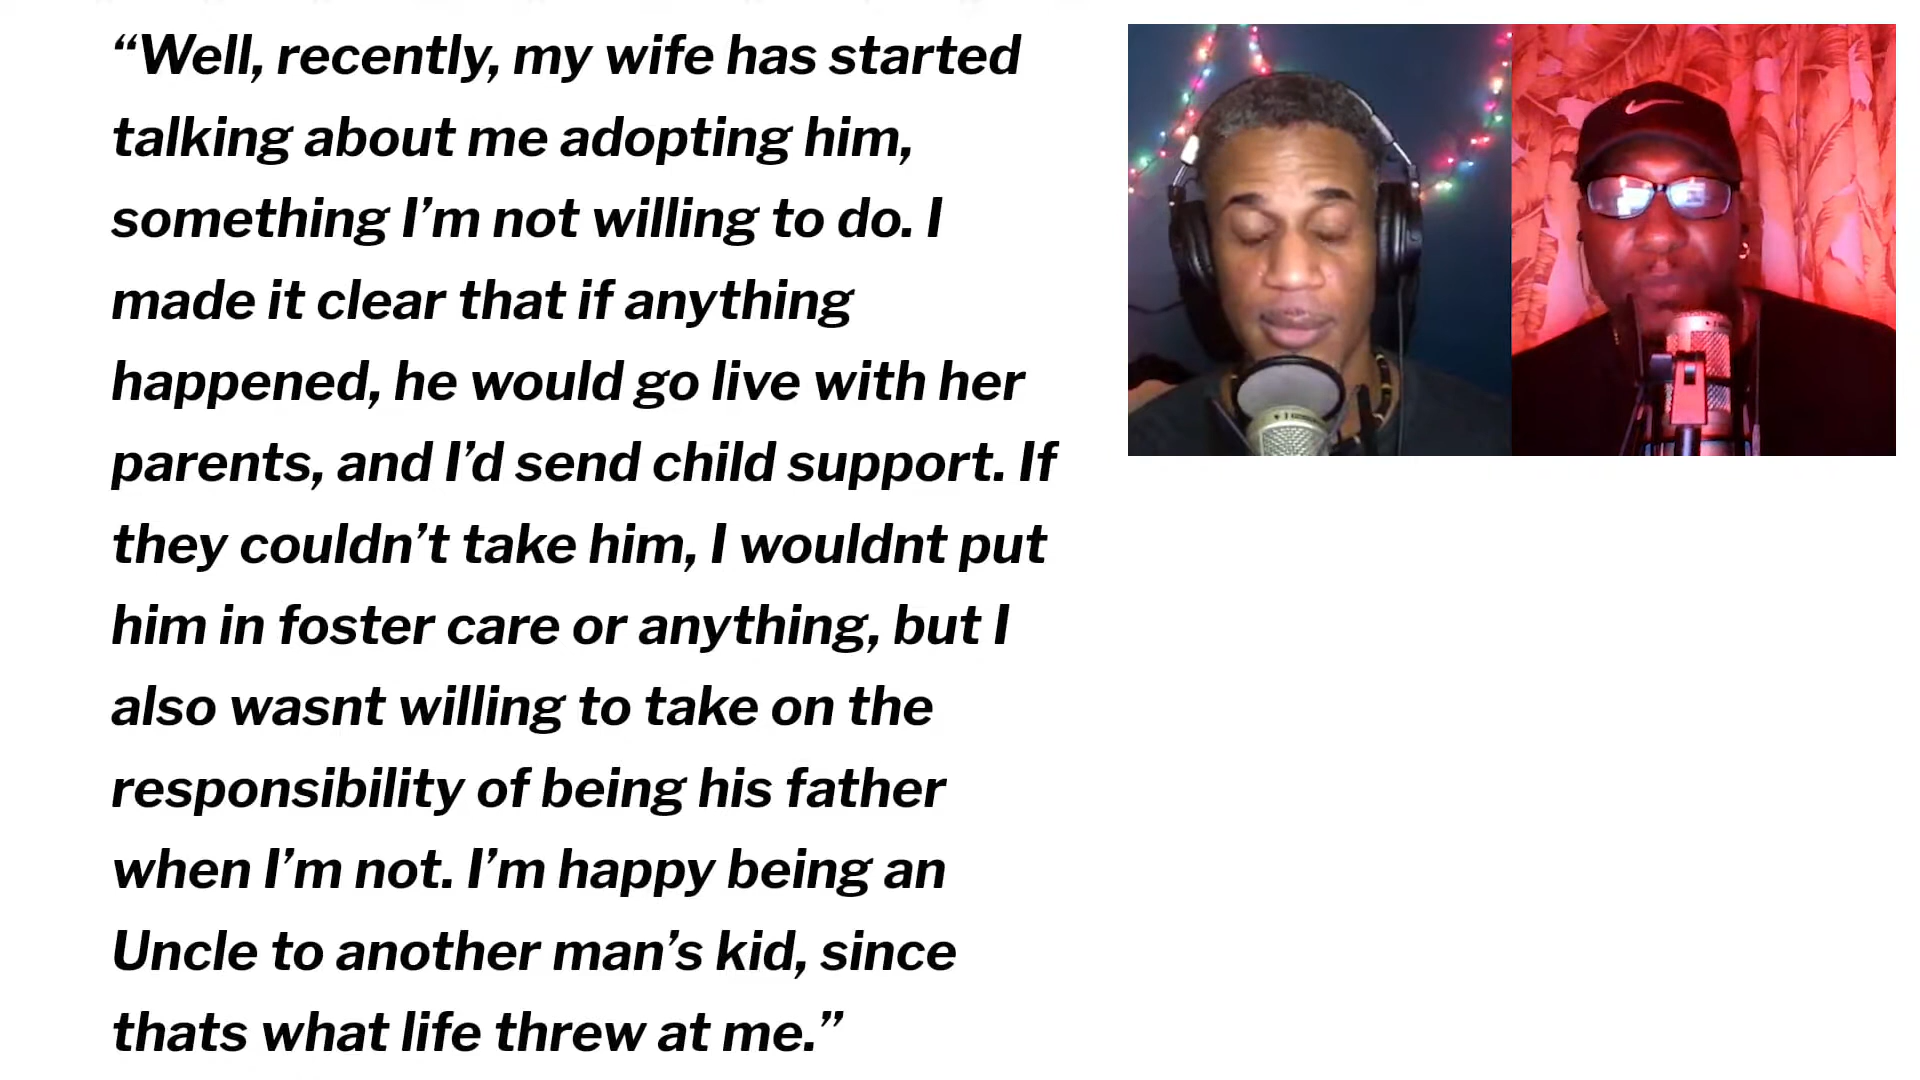 “Well, recently, my wife has started
talking about me adopting him,
something I’m not willing to do. I
made it clear that if anything
happened, he would go live with her
parents, and I’d send child support. If
they couldn’t take him, I wouldnt put
him in foster care or anything, but I
also wasnt willing to take on the
responsibility of being his father
when I’m not. I’m happy being an
Uncle to another man’s kid, since
thats what life threw at me.”